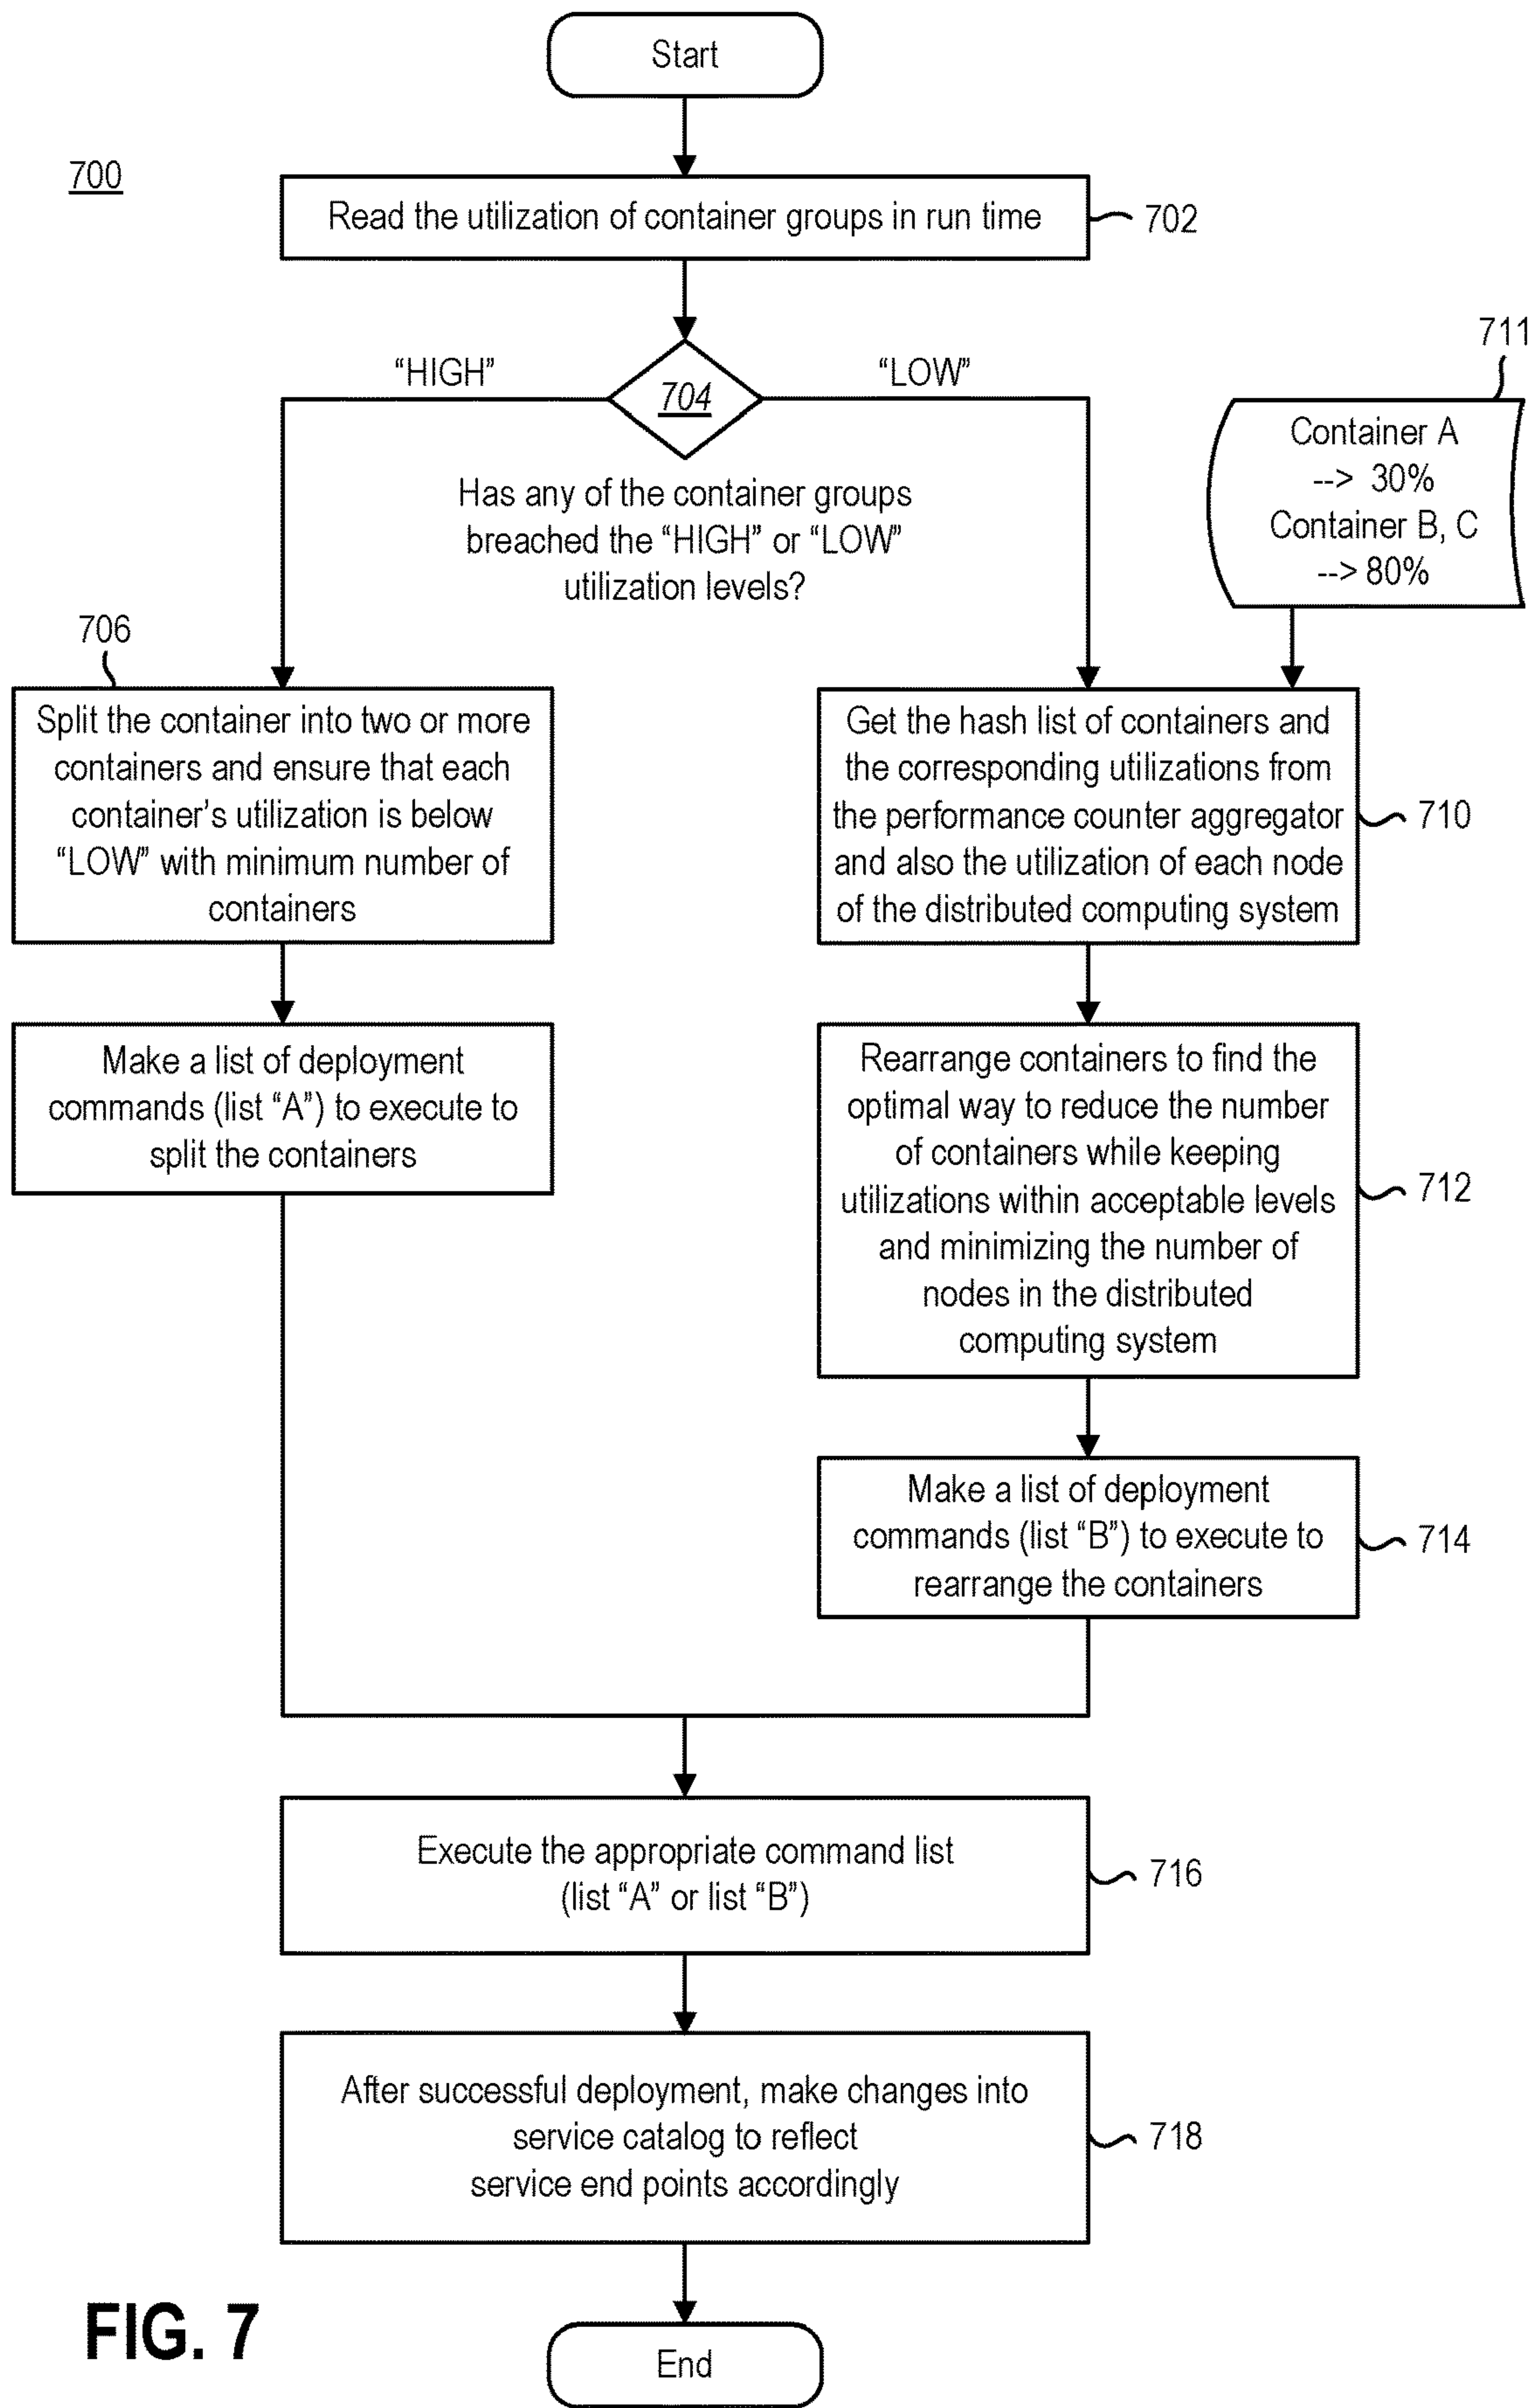 Start
700
Read the utilization of container groups in run time
702
“HIGH”
704
“LOW”
Has any of the container groups
breached the “HIGH” or “LOW”
utilization levels?
711
Container A
--> 30%
Container B, C
--> 80%
706
Split the container into two or more
containers and ensure that each
container’s utilization is below
“LOW” with minimum number of
containers
Make a list of deployment
commands (list “A”) to execute to
split the containers
Get the hash list of containers and
the corresponding utilizations from
the performance counter aggregator
and also the utilization of each node
of the distributed computing system
710
Rearrange containers to find the
optimal way to reduce the number
of containers while keeping
utilizations within acceptable levels
and minimizing the number of
nodes in the distributed
computing system
712
Make a list of deployment
commands (list “B”) to execute to
rearrange the containers
714
Execute the appropriate command list
(list “A” or list “B”)
716
After successful deployment, make changes into
service catalog to reflect
service end points accordingly
718
End
FIG. 7